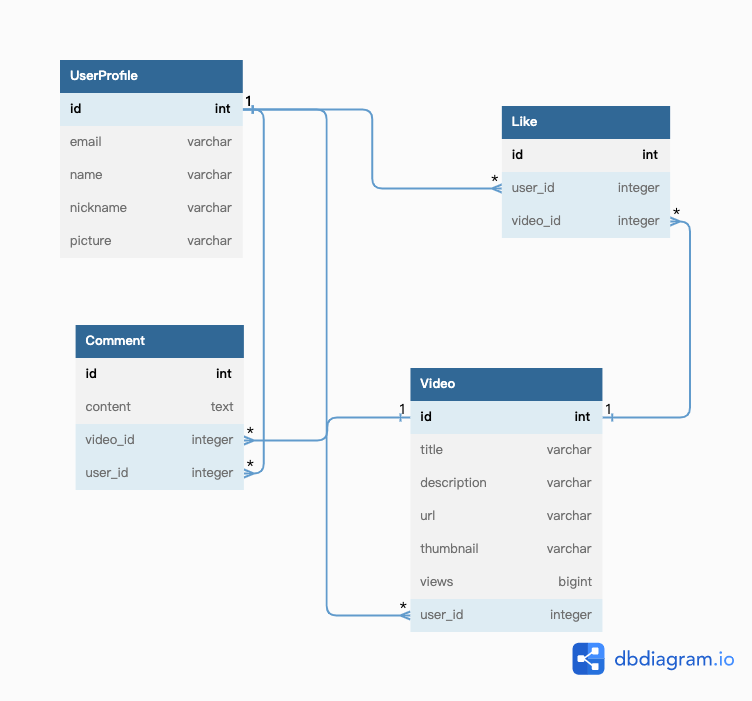 UserProfile
id int
email varchar
name varchar
nickname varchar
picture varchar
1
Like
id int
* user_id integer
video_id integer *
Comment
id int
content text
video_id integer *
user_id integer *
Video
1 id int 1
title varchar
description varchar
url varchar
thumbnail varchar
views bigint
* user_id integer
dbdiagram.io